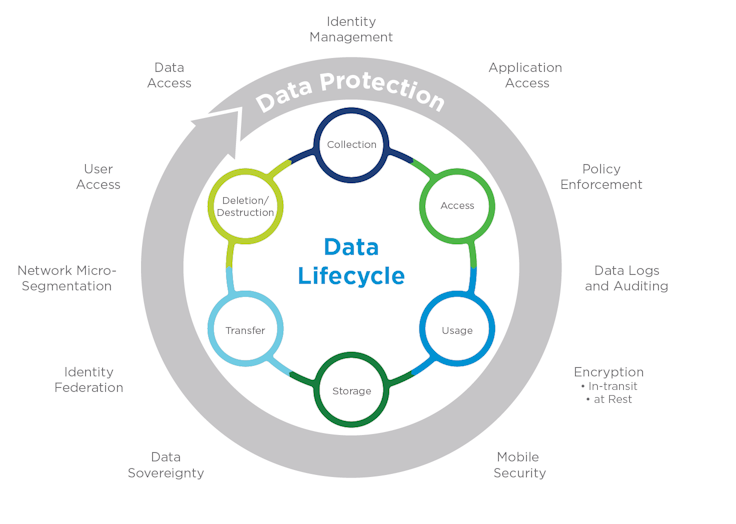 Identity
Management
Data
Access
Application
Access
Data Protection
Collection
User
Access
Policy
Enforcement
Deletion/
Destruction
Access
Data
Lifecycle
Network Micro-
Segmentation
Data Logs
and Auditing
Transfer
Usage
Identity
Federation
Encryption
• In-transit
• at Rest
Storage
Data
Sovereignty
Mobile
Security